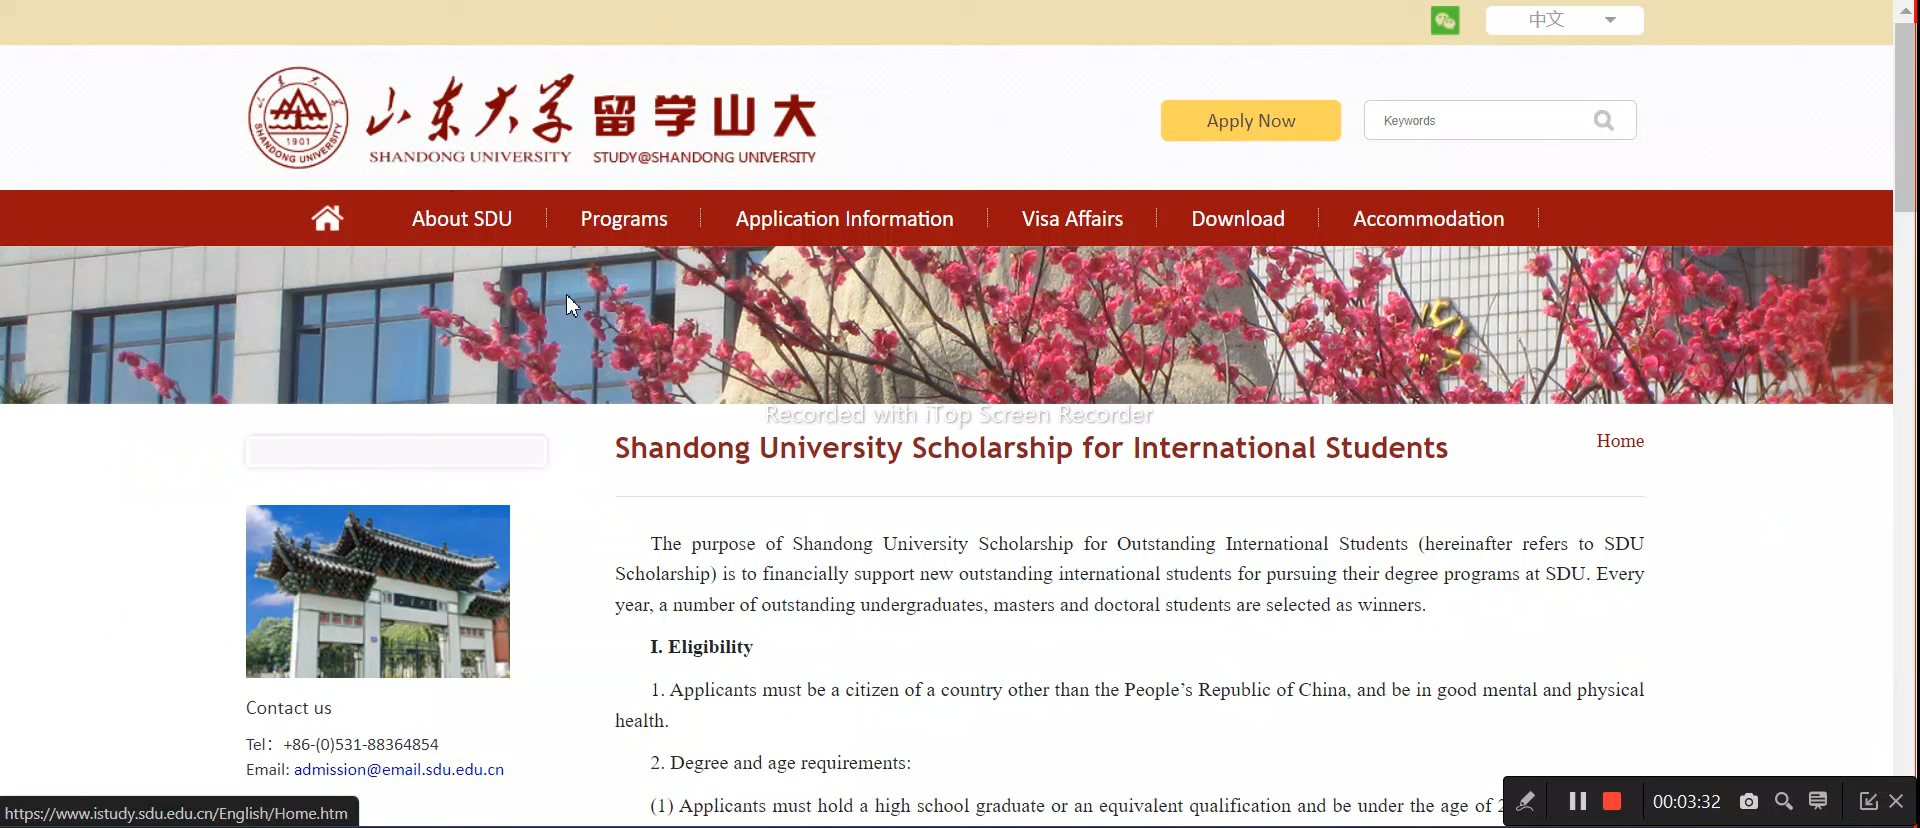 中文
山东大学 留学山大
SHANDONG UNIVERSITY STUDY@SHANDONG UNIVERSITY
1901
SHANDONG UNIVERSITY
Apply Now
Keywords
About SDU Programs Application Information Visa Affairs Download Accommodation
Recorded with iTop Screen Recorder
Shandong University Scholarship for International Students
Home
The purpose of Shandong University Scholarship for Outstanding International Students (hereinafter refers to SDU
Scholarship) is to financially support new outstanding international students for pursuing their degree programs at SDU. Every
year, a number of outstanding undergraduates, masters and doctoral students are selected as winners.
I. Eligibility
1. Applicants must be a citizen of a country other than the People’s Republic of China, and be in good mental and physical
health.
2. Degree and age requirements:
(1) Applicants must hold a high school graduate or an equivalent qualification and be under the age of
Contact us
Tel： +86-(0)531-88364854
Email: admission@email.sdu.edu.cn
https://www.istudy.sdu.edu.cn/English/Home.htm
00:03:32